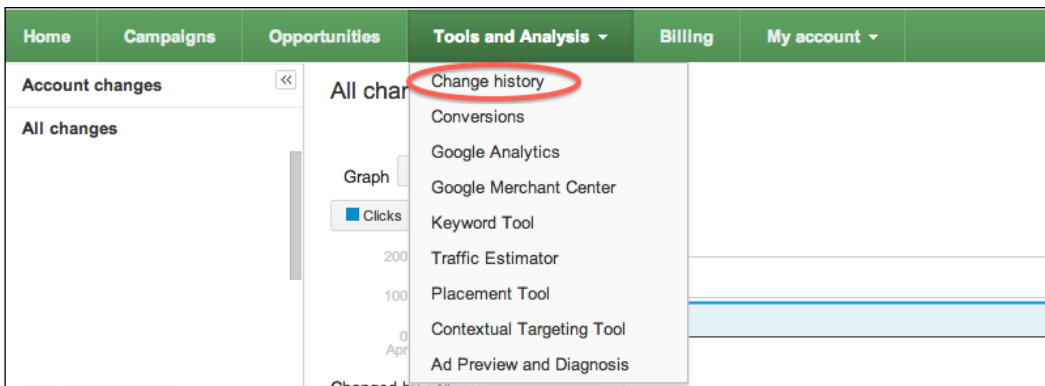 Home Campaigns Opportunities Tools and Analysis Billing My account
Account changes
All changes
All char
Graph
Clicks
200
100
0
Apr
Change history
Conversions
Google Analytics
Google Merchant Center
Keyword Tool
Traffic Estimator
Placement Tool
Contextual Targeting Tool
Ad Preview and Diagnosis